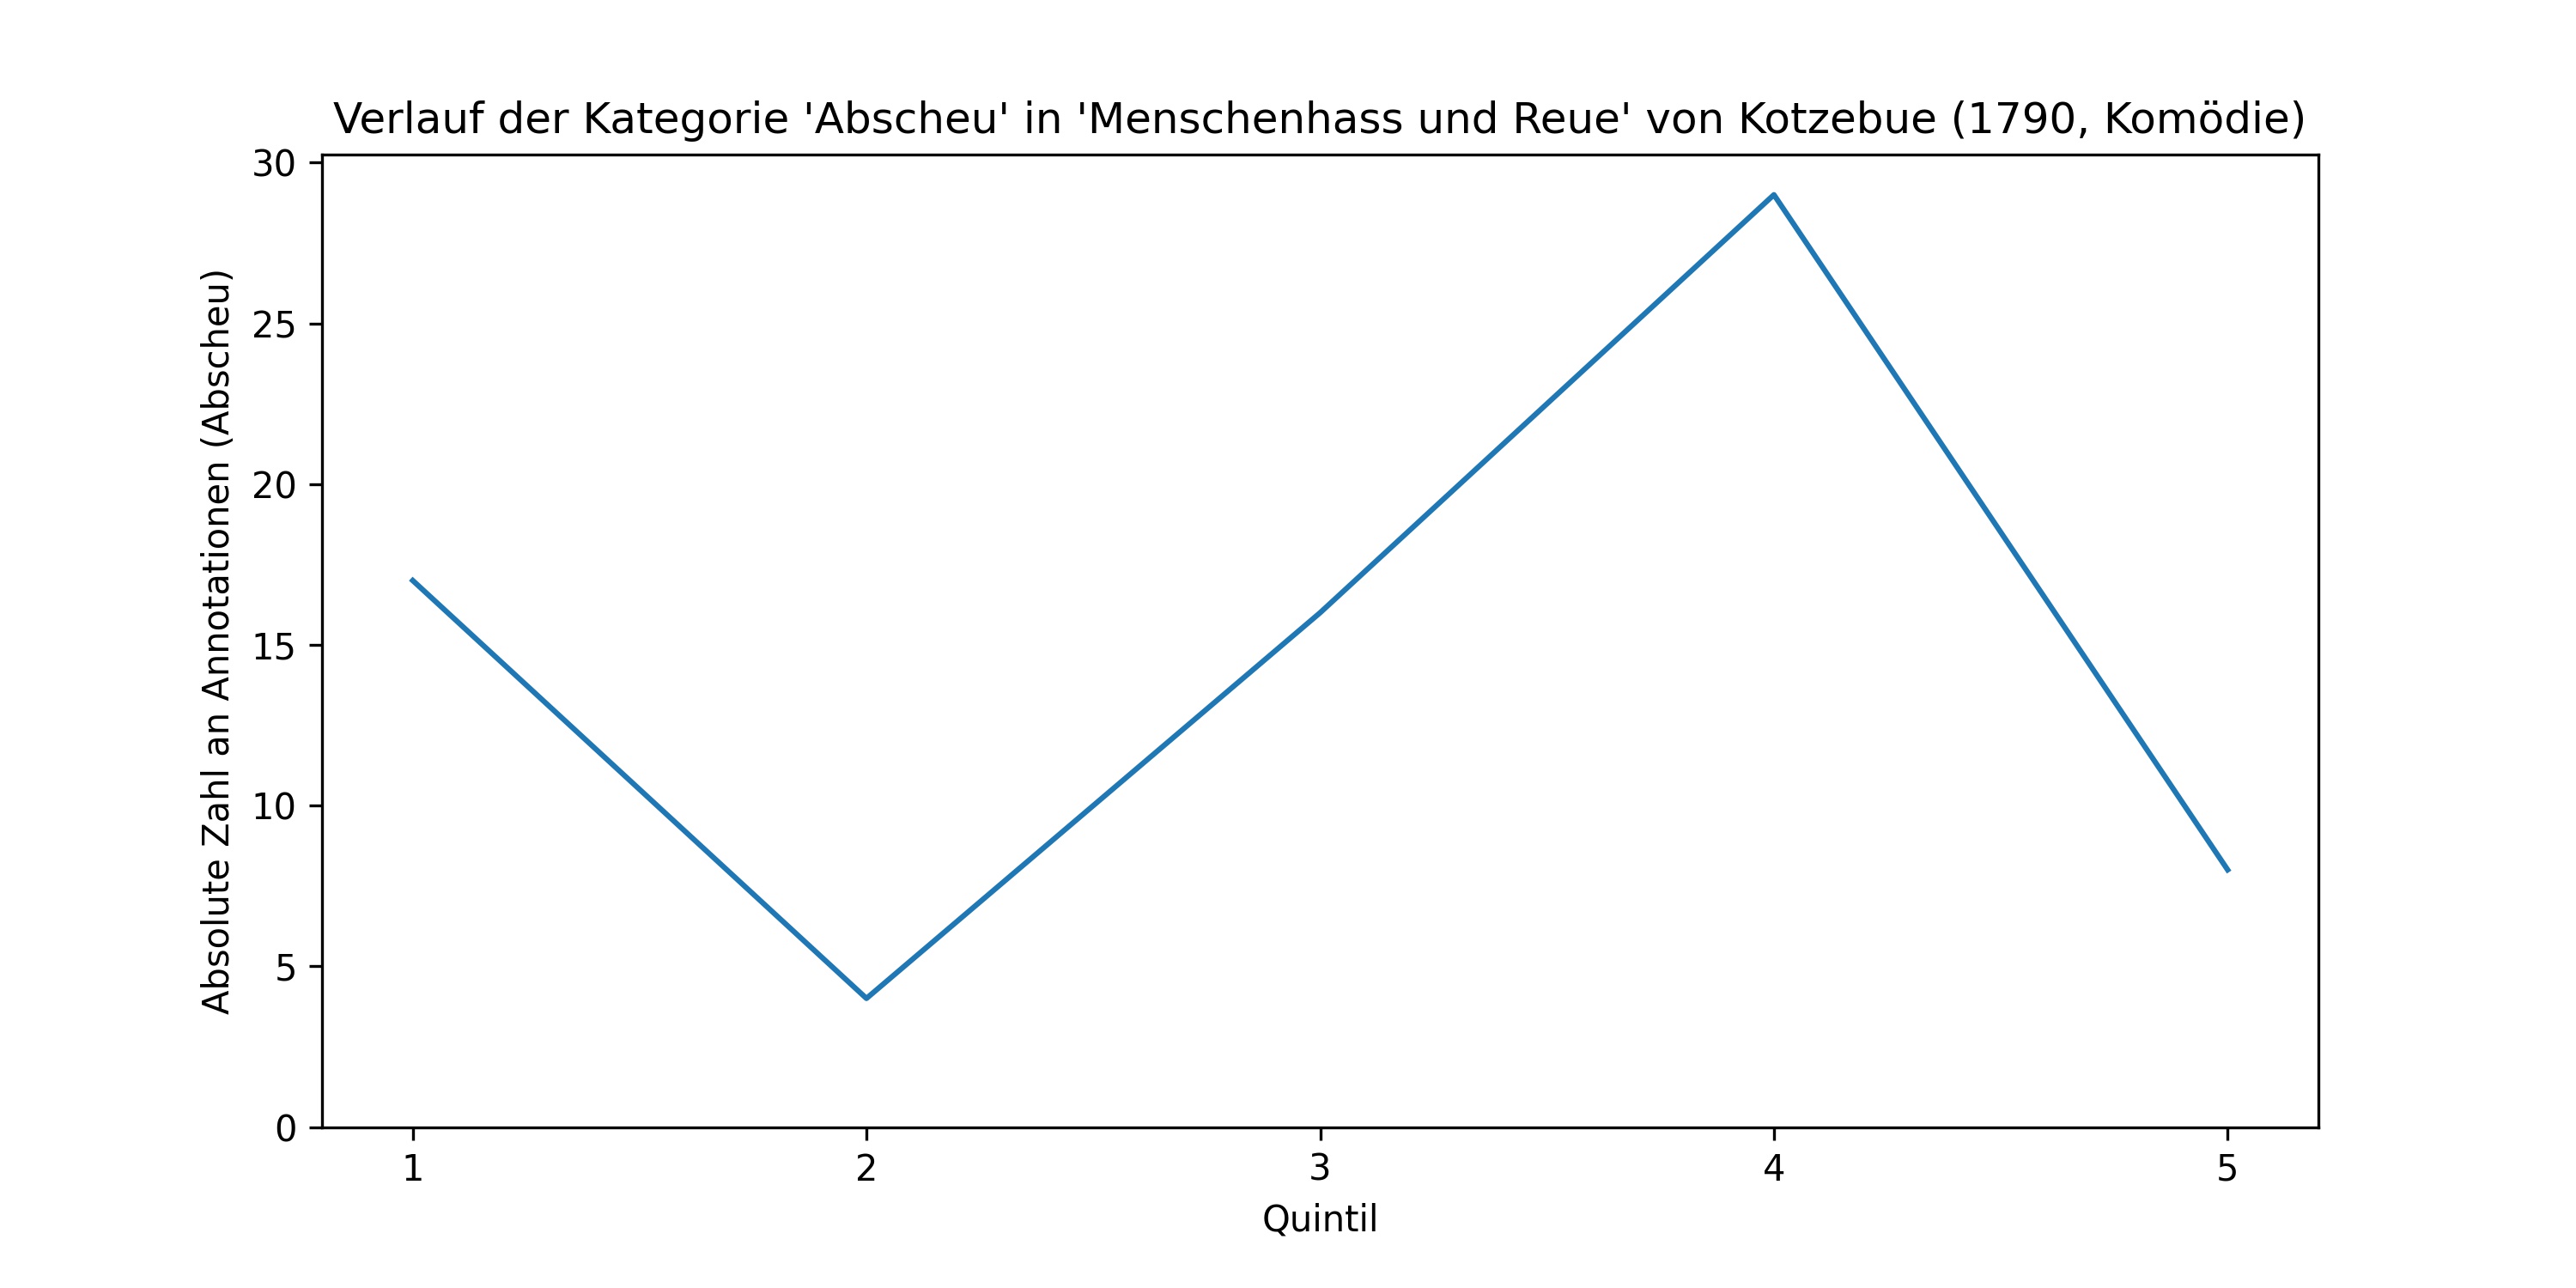 Verlauf der Kategorie 'Abscheu' in 'Menschenhass und Reue' von Kotzebue (1790, Komödie)
Absolute Zahl an Annotationen (Abscheu)
30
25
20
15
10
5
0
1 2 3 4 5
Quintil